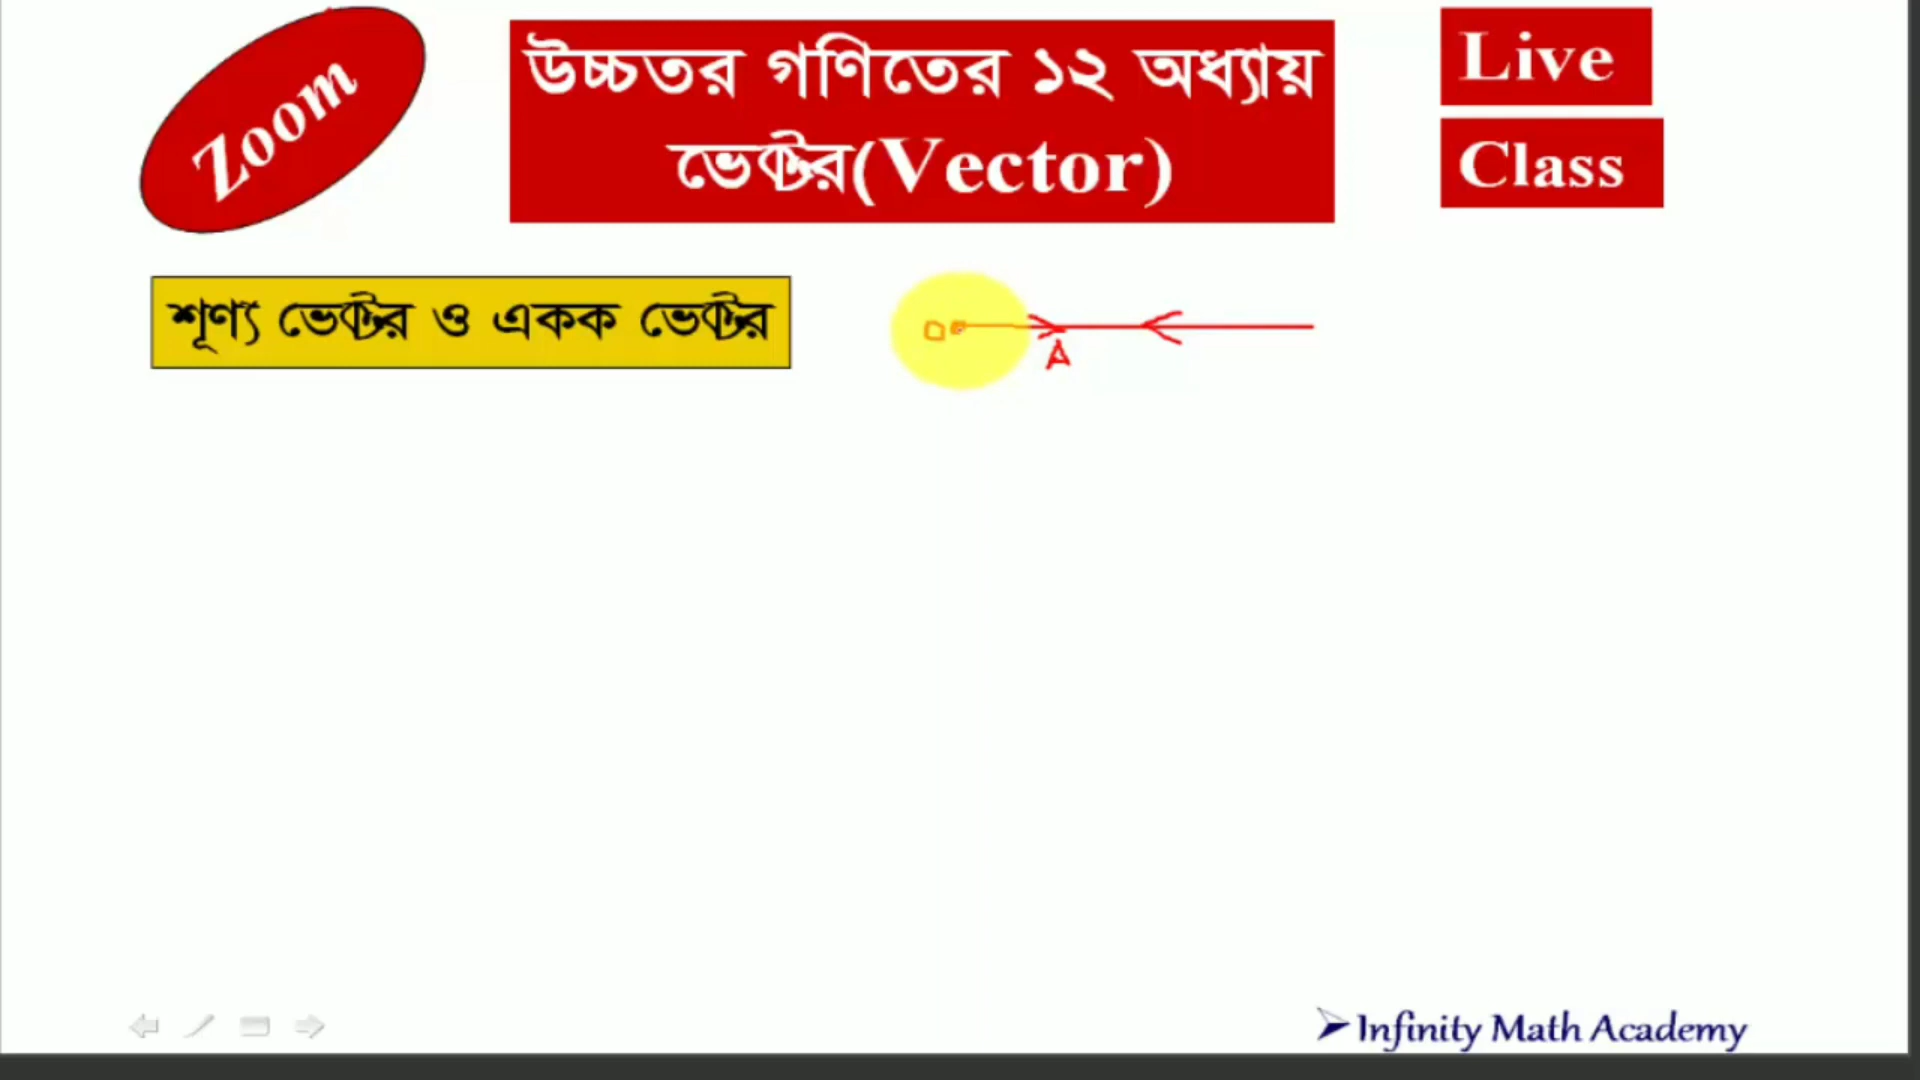 Zoom
উচ্চতর গণিতের ১২ অধ্যায়
ভেক্টর(Vector)
Live
Class
শূণ্য ভেক্টর ও একক ভেক্টর
O
A
Infinity Math Academy